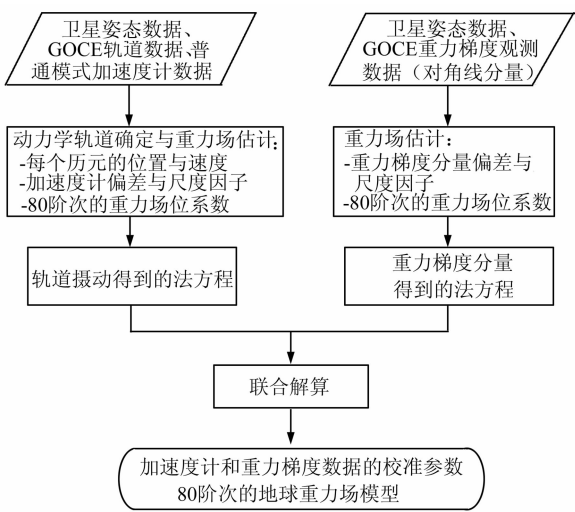 卫星姿态数据、
GOCE轨道数据、普
通模式加速度计数据
卫星姿态数据、
GOCE重力梯度观测
数据（对角线分量）
动力学轨道确定与重力场估计：
-每个历元的位置与速度
-加速度计偏差与尺度因子
-80阶次的重力场位系数
重力场估计：
-重力梯度分量偏差与
尺度因子
-80阶次的重力场位系数
轨道摄动得到的法方程
重力梯度分量
得到的法方程
联合解算
加速度计和重力梯度数据的校准参数
80阶次的地球重力场模型